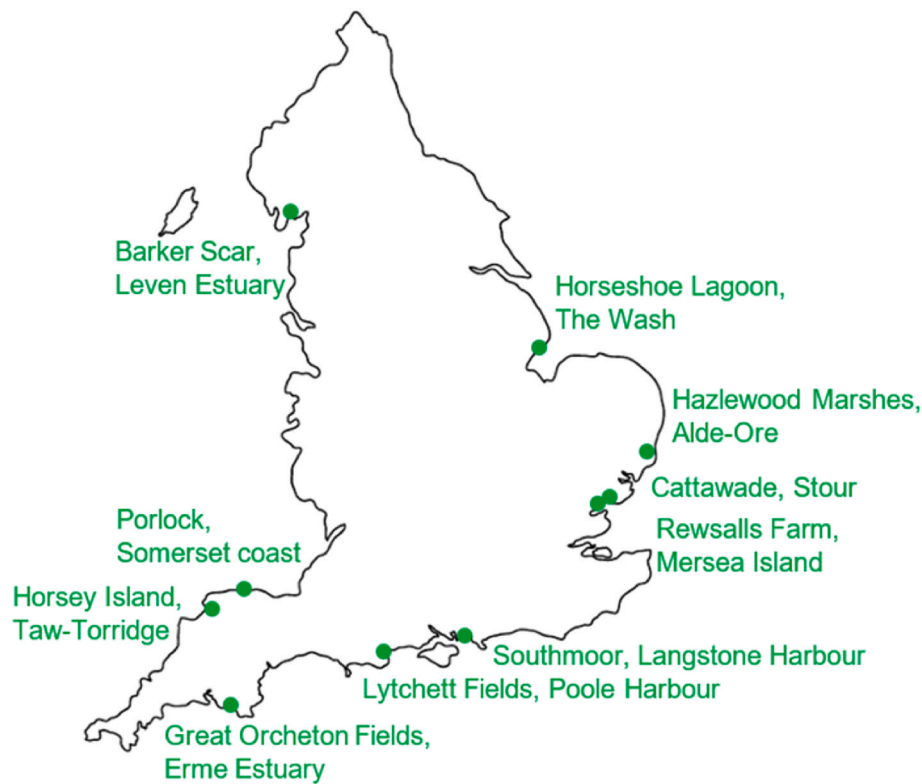 Barker Scar,
Leven Estuary
Horseshoe Lagoon,
The Wash
Hazlewood Marshes,
Alde-Ore
Cattawade, Stour
Rewsalls Farm,
Mersea Island
Porlock,
Somerset coast
Horsey Island,
Taw-Torridge
Southmoor, Langstone Harbour
Lytchett Fields, Poole Harbour
Great Orcheton Fields,
Erme Estuary